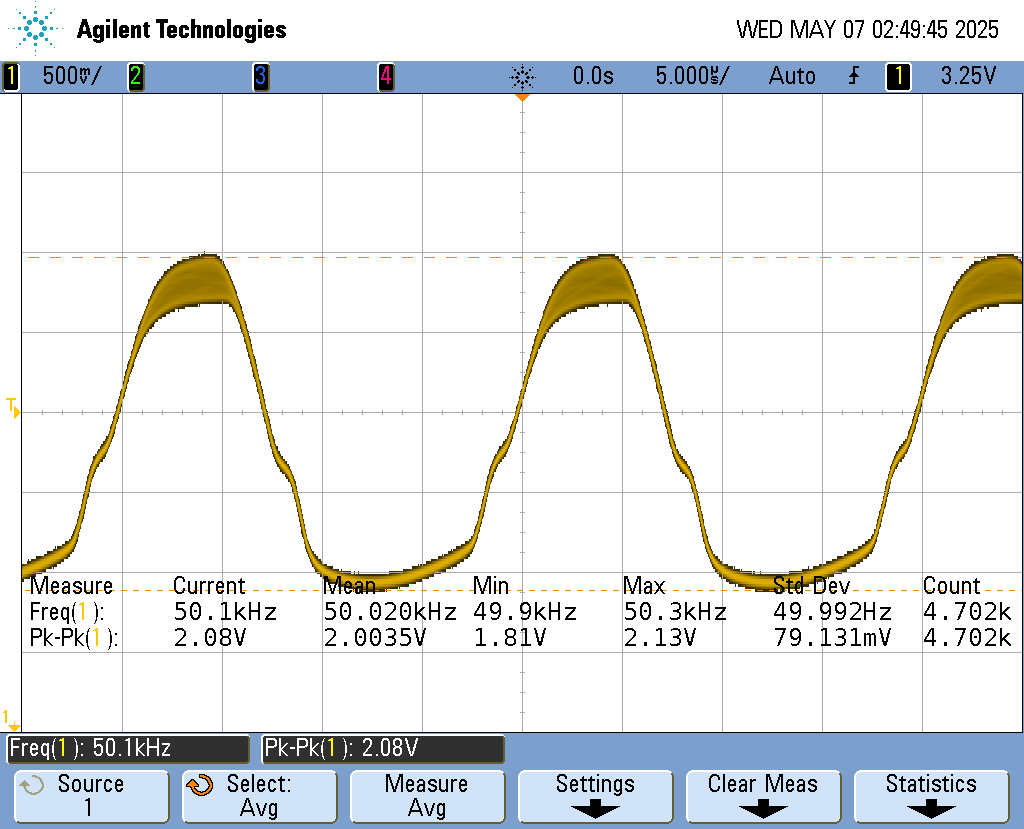 Agilent Technologies WED MAY 07 02:49:45 2025
1 500mV/ 2 3 4 0.0s 5.000µs/ Auto 1 3.25V
T
Measure Current Mean Min Max Std Dev Count
Freq(1): 50.1kHz 50.020kHz 49.9kHz 50.3kHz 49.992Hz 4.702k
Pk-Pk(1): 2.08V 2.0035V 1.81V 2.13V 79.131mV 4.702k
1
Freq(1): 50.1kHz Pk-Pk(1): 2.08V
Source Select: Measure Settings Clear Meas Statistics
1 Avg Avg